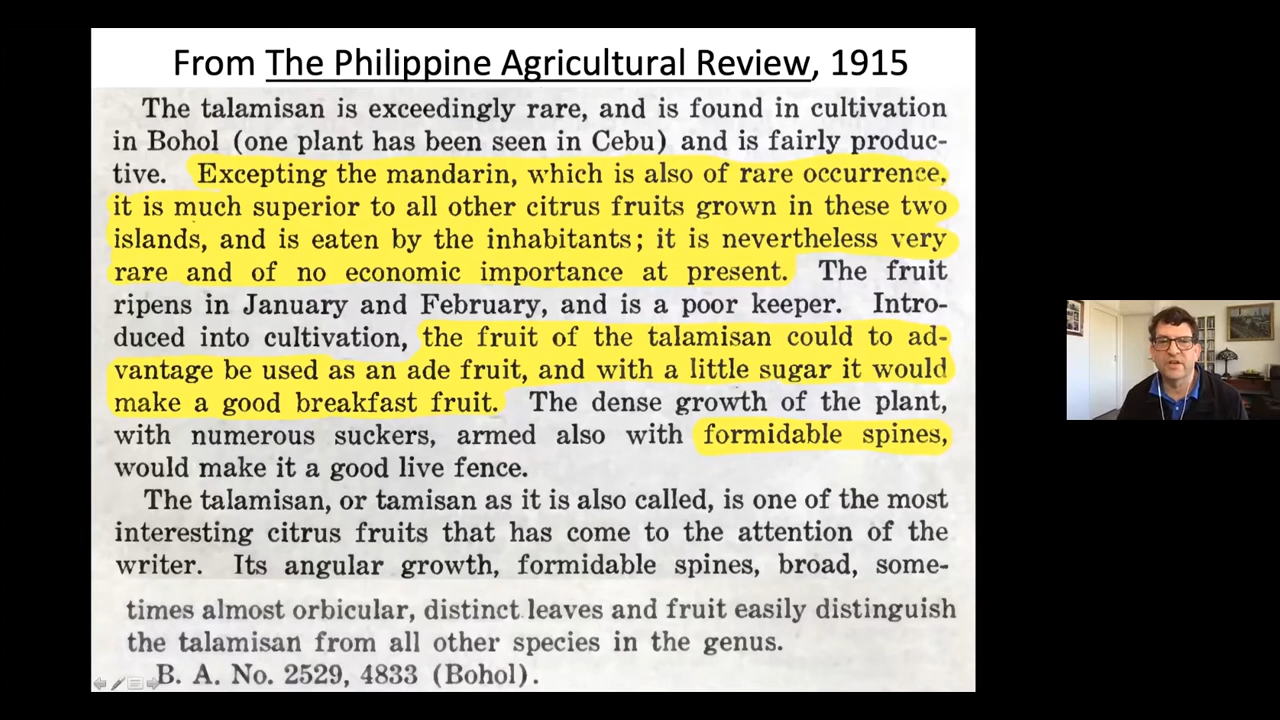 From The Philippine Agricultural Review, 1915
The talamisan is exceedingly rare, and is found in cultivation
in Bohol (one plant has been seen in Cebu) and is fairly produc-
tive. Excepting the mandarin, which is also of rare occurrence,
it is much superior to all other citrus fruits grown in these two
islands, and is eaten by the inhabitants; it is nevertheless very
rare and of no economic importance at present. The fruit
ripens in January and February, and is a poor keeper. Intro-
duced into cultivation, the fruit of the talamisan could to ad-
vantage be used as an ade fruit, and with a little sugar it would
make a good breakfast fruit. The dense growth of the plant,
with numerous suckers, armed also with formidable spines,
would make it a good live fence.
The talamisan, or tamisan as it is also called, is one of the most
interesting citrus fruits that has come to the attention of the
writer. Its angular growth, formidable spines, broad, some-
times almost orbicular, distinct leaves and fruit easily distinguish
the talamisan from all other species in the genus.
B. A. No. 2529, 4833 (Bohol).